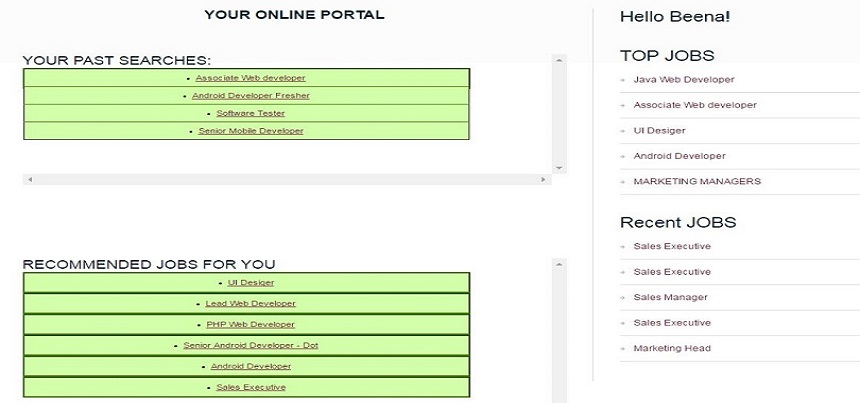 YOUR ONLINE PORTAL
YOUR PAST SEARCHES:
Associate Web developer
Android Developer Fresher
Software Tester
Senior Mobile Developer
RECOMMENDED JOBS FOR YOU
UI Desiger
Lead Web Developer
PHP Web Developer
Senior Android Developer - Dot
Android Developer
Sales Executive
Hello Beena!
TOP JOBS
Java Web Developer
Associate Web developer
UI Desiger
Android Developer
MARKETING MANAGERS
Recent JOBS
Sales Executive
Sales Executive
Sales Manager
Sales Executive
Marketing Head